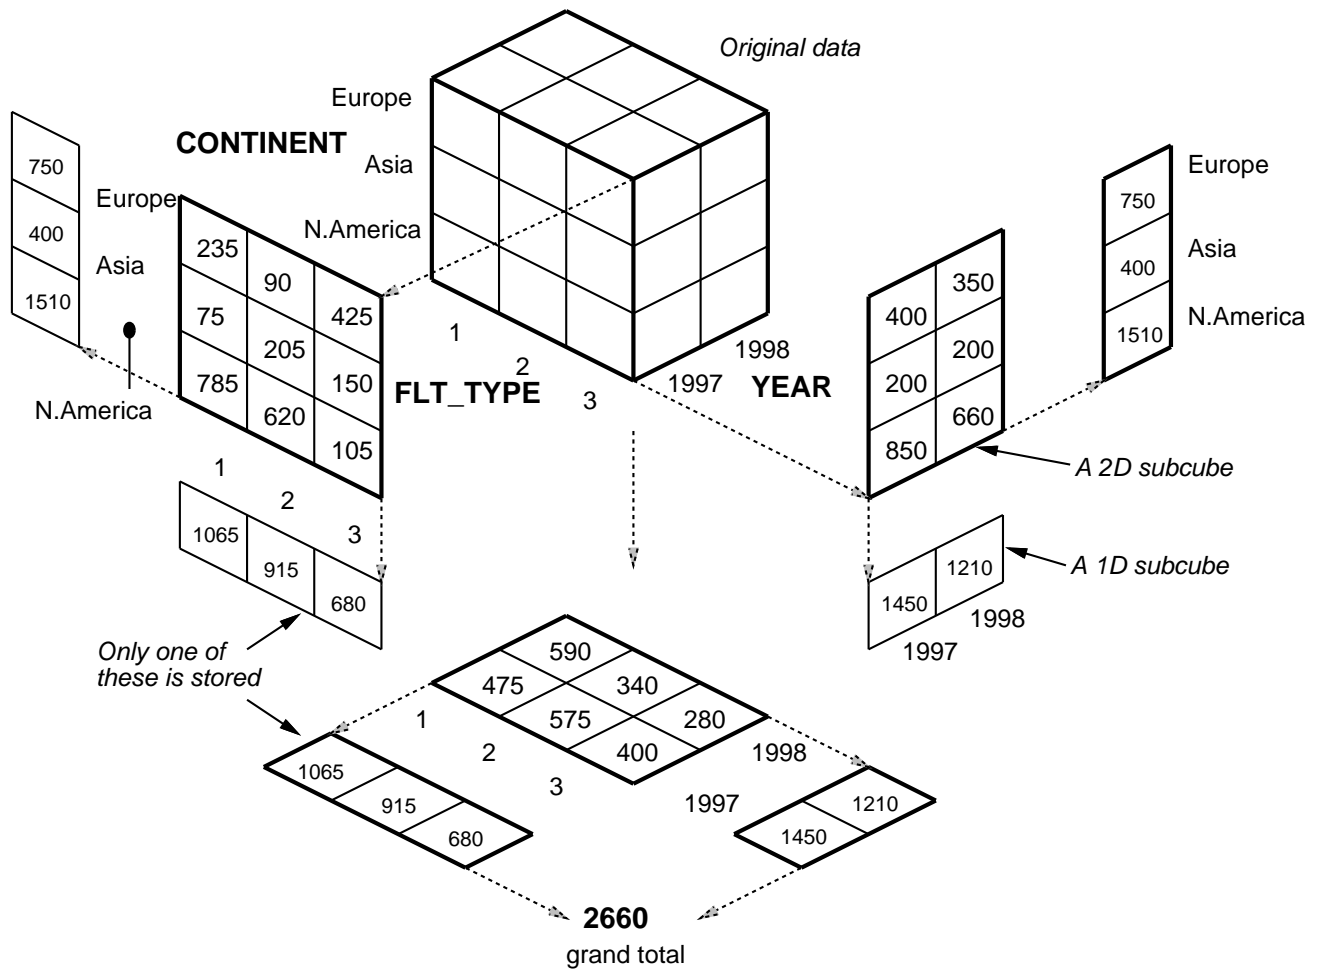 Original data
Europe
CONTINENT
Asia
N.America
1
2
3
FLT_TYPE
1997
1998
YEAR
750
400
1510
Europe
Asia
N.America
235
90
425
75
205
150
785
620
105
1
2
3
1065
915
680
Only one of
these is stored
400
350
200
200
850
660
A 2D subcube
750
400
1510
Europe
Asia
N.America
1450
1210
1997
1998
A 1D subcube
590
475
340
575
280
400
1
2
3
1998
1997
1065
915
680
1210
1450
2660
grand total